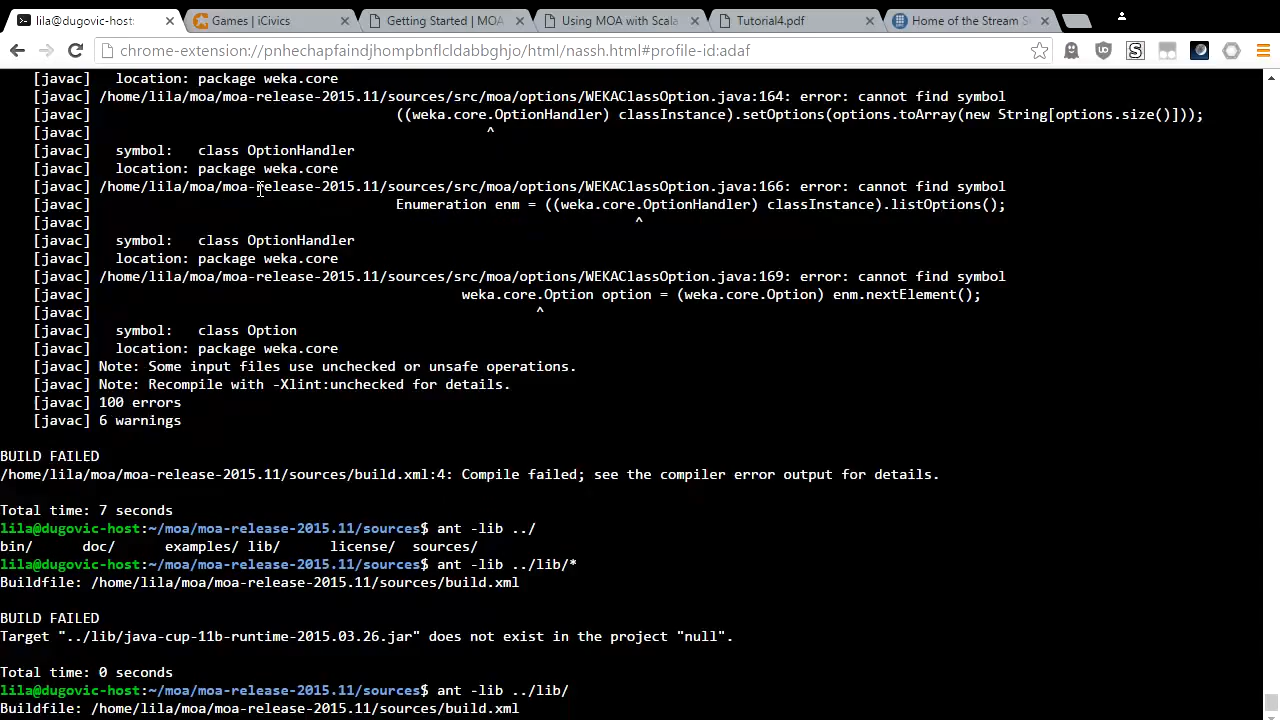 lila@dugovic-host:
Games | iCivics
Getting Started | MOA
Using MOA with Scala
Tutorial4.pdf
Home of the Stream S
chrome-extension://pnhechapfaindjhompbnflcldabbghjo/html/nassh.html#profile-id:adaf
[javac]   location: package weka.core
[javac] /home/lila/moa/moa-release-2015.11/sources/src/moa/options/WEKAClassOption.java:164: error: cannot find symbol
[javac]                                     ((weka.core.OptionHandler) classInstance).setOptions(options.toArray(new String[options.size()]));
[javac]                                                ^
[javac]   symbol:   class OptionHandler
[javac]   location: package weka.core
[javac] /home/lila/moa/moa-release-2015.11/sources/src/moa/options/WEKAClassOption.java:166: error: cannot find symbol
[javac]                                     Enumeration enm = ((weka.core.OptionHandler) classInstance).listOptions();
[javac]                                                                  ^
[javac]   symbol:   class OptionHandler
[javac]   location: package weka.core
[javac] /home/lila/moa/moa-release-2015.11/sources/src/moa/options/WEKAClassOption.java:169: error: cannot find symbol
[javac]                                             weka.core.Option option = (weka.core.Option) enm.nextElement();
[javac]                                                      ^
[javac]   symbol:   class Option
[javac]   location: package weka.core
[javac] Note: Some input files use unchecked or unsafe operations.
[javac] Note: Recompile with -Xlint:unchecked for details.
[javac] 100 errors
[javac] 6 warnings
BUILD FAILED
/home/lila/moa/moa-release-2015.11/sources/build.xml:4: Compile failed; see the compiler error output for details.
Total time: 7 seconds
lila@dugovic-host:~/moa/moa-release-2015.11/sources$ ant -lib ../
bin/      doc/      examples/ lib/      license/  sources/
lila@dugovic-host:~/moa/moa-release-2015.11/sources$ ant -lib ../lib/*
Buildfile: /home/lila/moa/moa-release-2015.11/sources/build.xml
BUILD FAILED
Target "../lib/java-cup-11b-runtime-2015.03.26.jar" does not exist in the project "null".
Total time: 0 seconds
lila@dugovic-host:~/moa/moa-release-2015.11/sources$ ant -lib ../lib/
Buildfile: /home/lila/moa/moa-release-2015.11/sources/build.xml